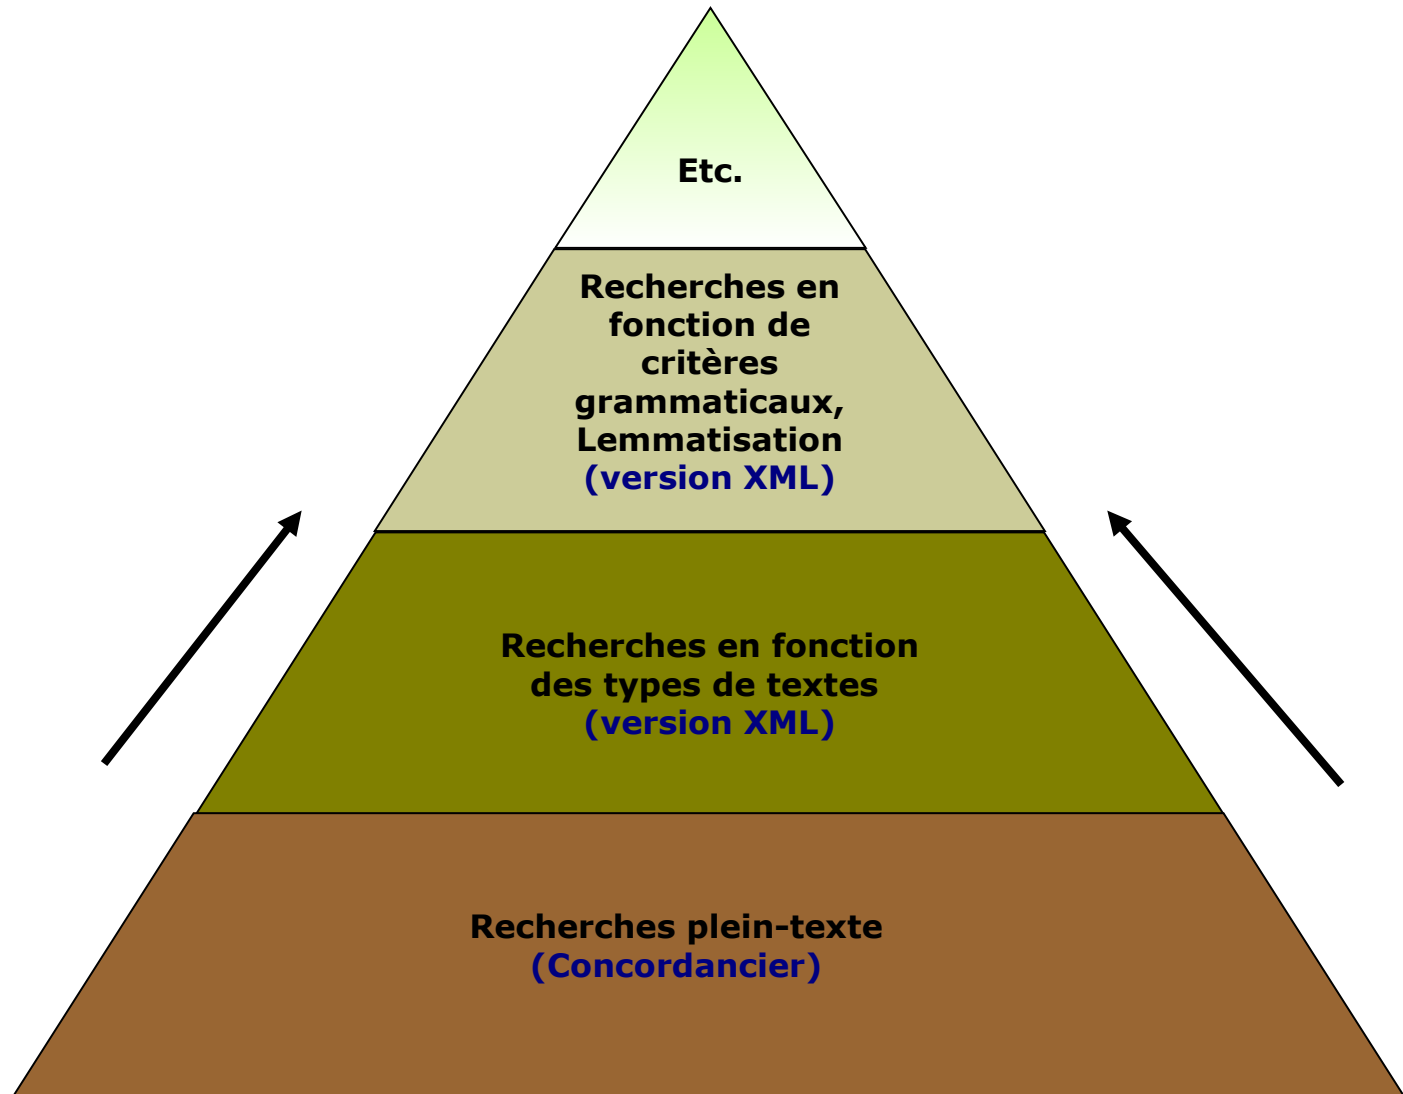 Etc.
Recherches en
fonction de
critères
grammaticaux,
Lemmatisation
(version XML)
Recherches en fonction
des types de textes
(version XML)
Recherches plein-texte
(Concordancier)